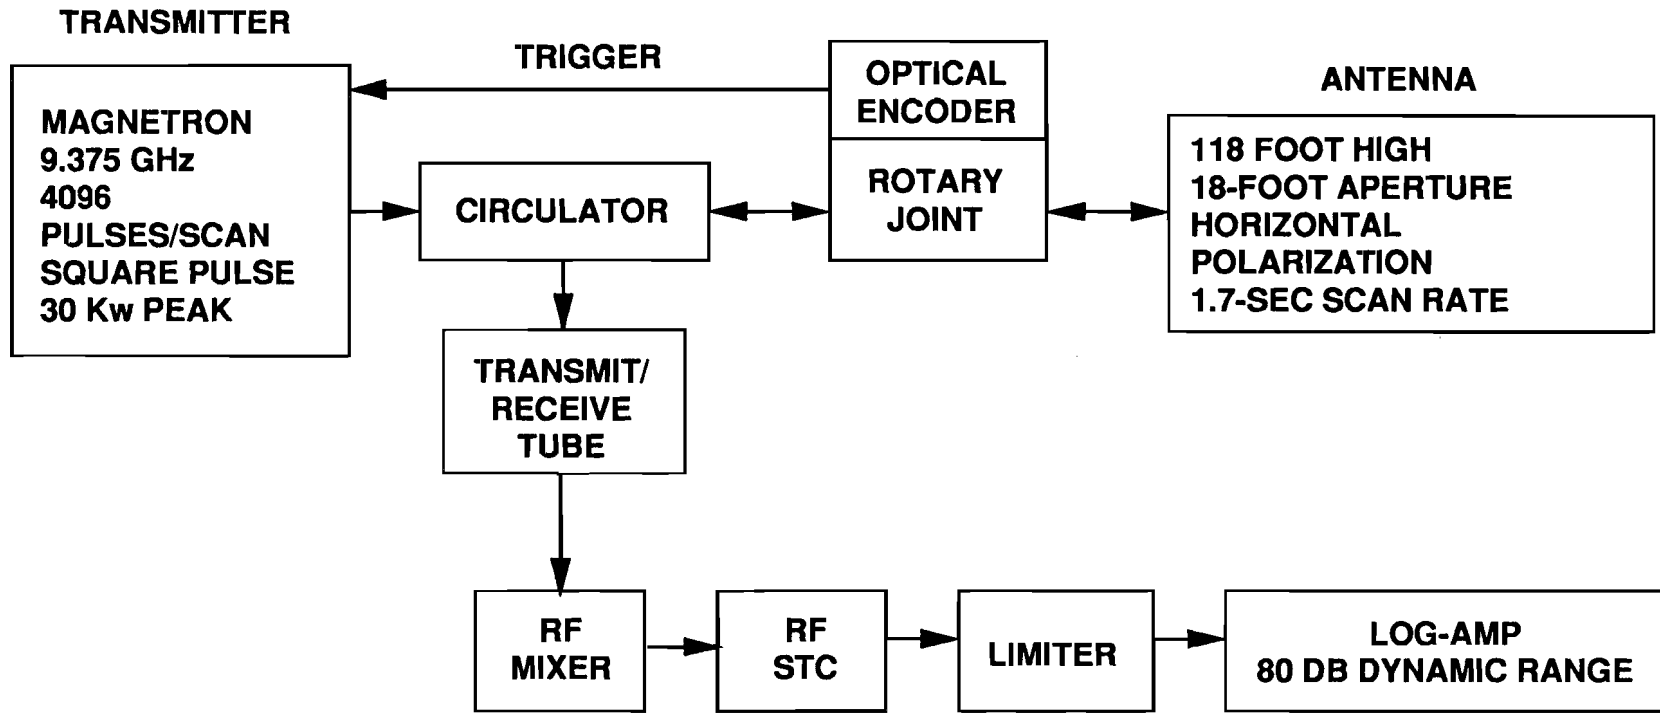 TRANSMITTER
TRIGGER
OPTICAL
ENCODER
ANTENNA
MAGNETRON
9.375 GHz
4096
PULSES/SCAN
SQUARE PULSE
30 Kw PEAK
CIRCULATOR
ROTARY
JOINT
118 FOOT HIGH
18-FOOT APERTURE
HORIZONTAL
POLARIZATION
1.7-SEC SCAN RATE
TRANSMIT/
RECEIVE
TUBE
RF
MIXER
RF
STC
LIMITER
LOG-AMP
80 DB DYNAMIC RANGE